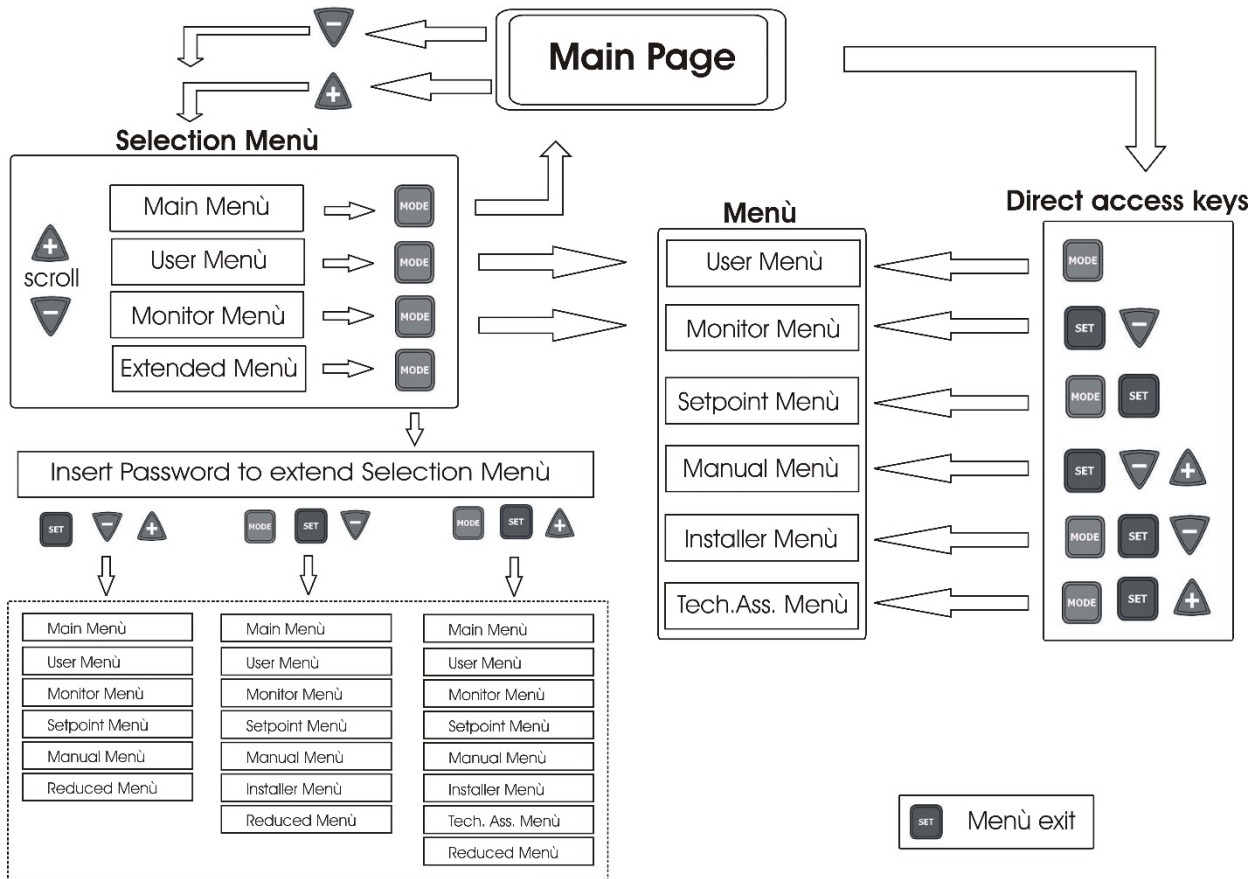 Main Page
Selection Menù
Main Menù
MODE
User Menù
MODE
scroll
Monitor Menù
MODE
Extended Menù
MODE
Insert Password to extend Selection Menù
SET
MODE SET
MODE SET
Main Menù
User Menù
Monitor Menù
Setpoint Menù
Manual Menù
Reduced Menù
Main Menù
User Menù
Monitor Menù
Setpoint Menù
Manual Menù
Installer Menù
Reduced Menù
Main Menù
User Menù
Monitor Menù
Setpoint Menù
Manual Menù
Installer Menù
Tech. Ass. Menù
Reduced Menù
Menù
User Menù
Monitor Menù
Setpoint Menù
Manual Menù
Installer Menù
Tech.Ass. Menù
Direct access keys
MODE
SET
MODE SET
SET
MODE SET
MODE SET
SET Menù exit